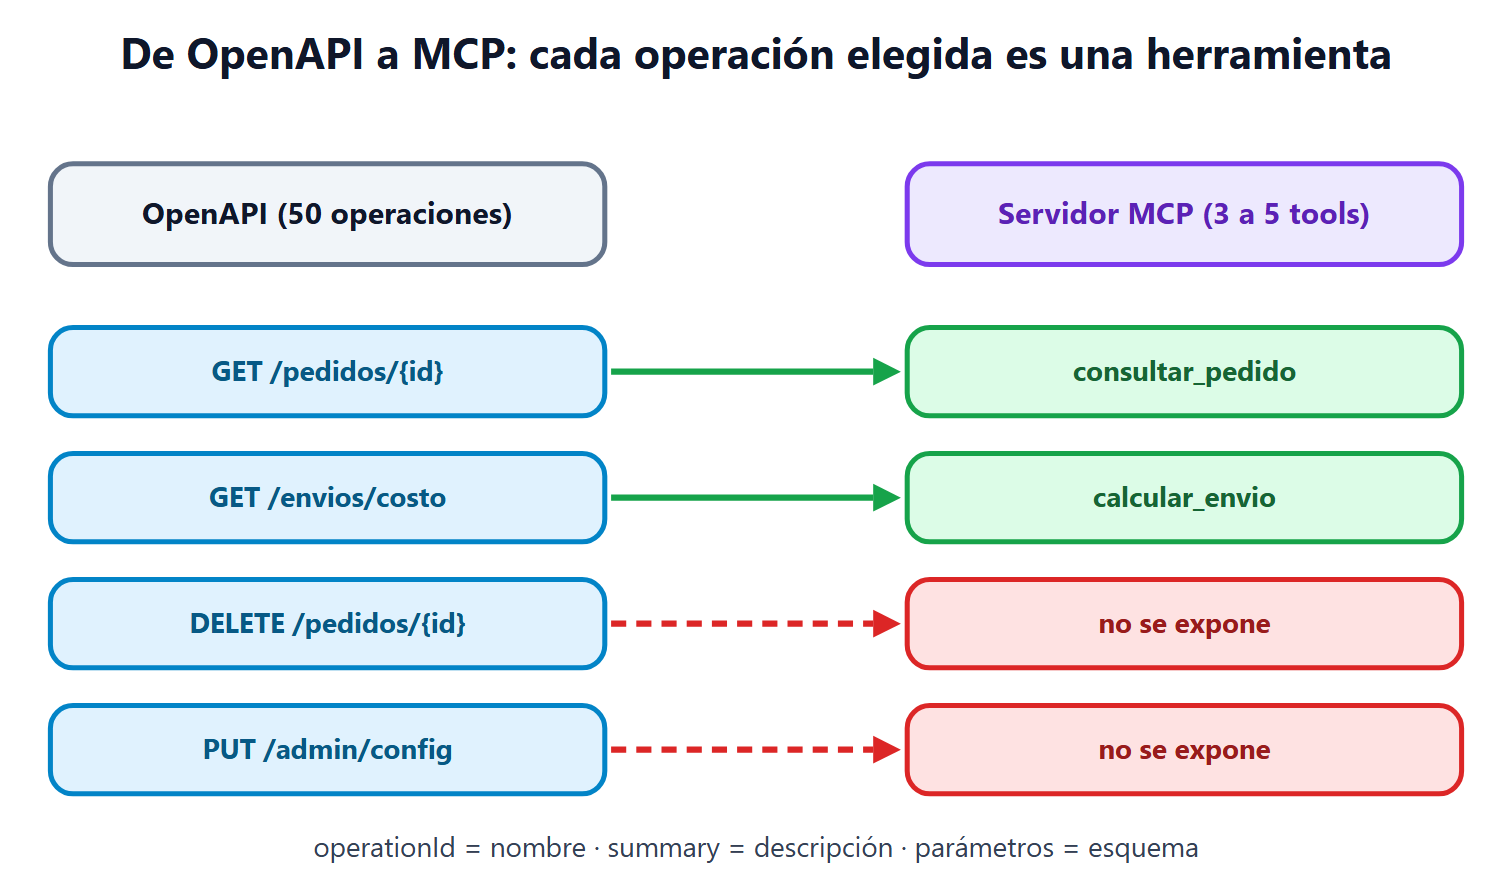 De OpenAPI a MCP: cada operación elegida es una herramienta
OpenAPI (50 operaciones)
Servidor MCP (3 a 5 tools)
GET /pedidos/{id}
consultar_pedido
GET /envios/costo
calcular_envio
DELETE /pedidos/{id}
no se expone
PUT /admin/config
no se expone
operationId = nombre · summary = descripción · parámetros = esquema